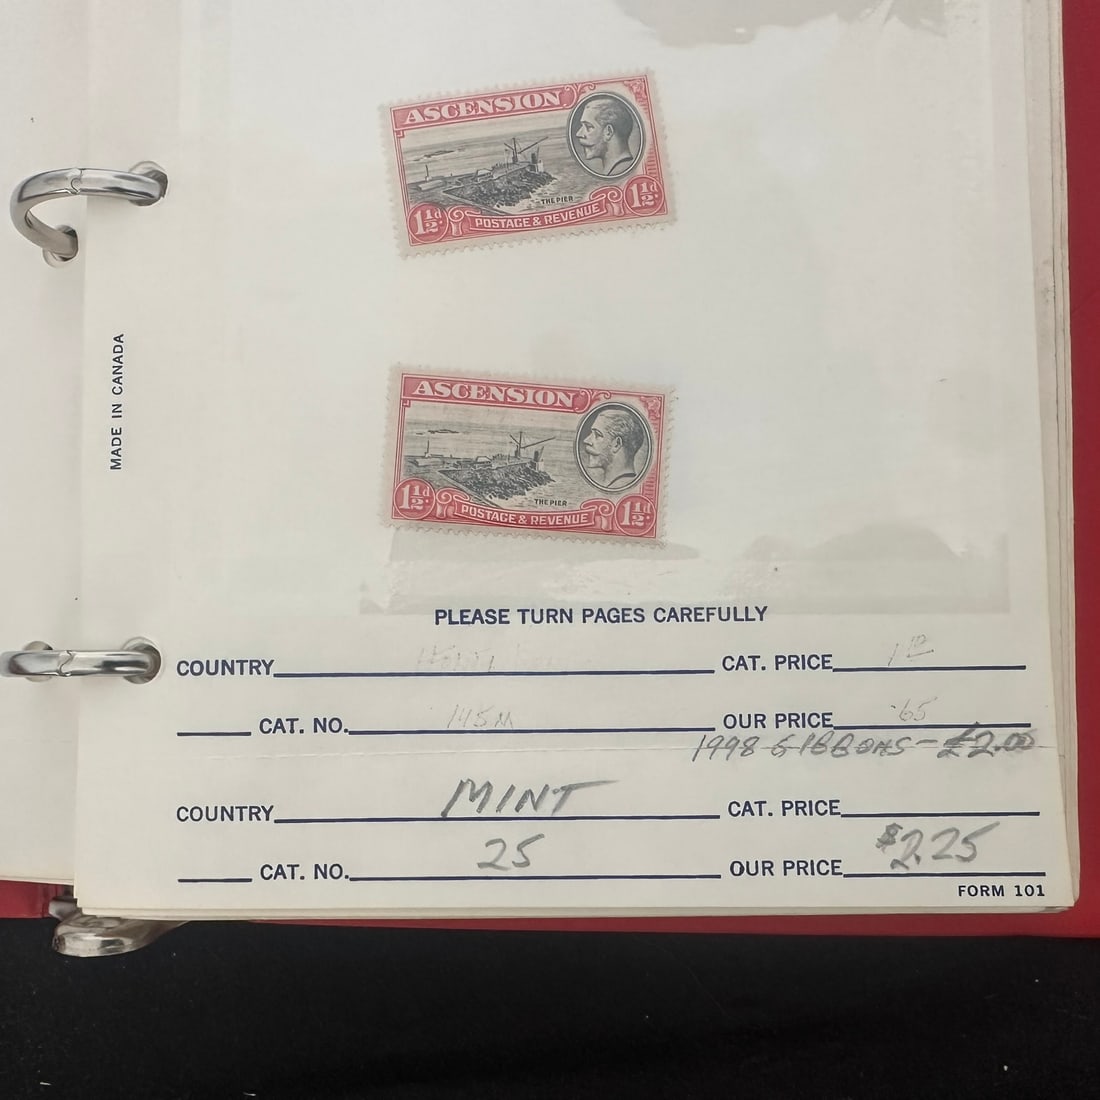 ASCENSION
THE PIER
1½d. POSTAGE & REVENUE 1½d.
ASCENSION
THE PIER
1½d. POSTAGE & REVENUE 1½d.
MADE IN CANADA
PLEASE TURN PAGES CAREFULLY
COUNTRY CAT. PRICE
CAT. NO. 145M OUR PRICE .65
1998 GIBBONS - £2.00
COUNTRY MINT CAT. PRICE
CAT. NO. 25 OUR PRICE $2.25
FORM 101